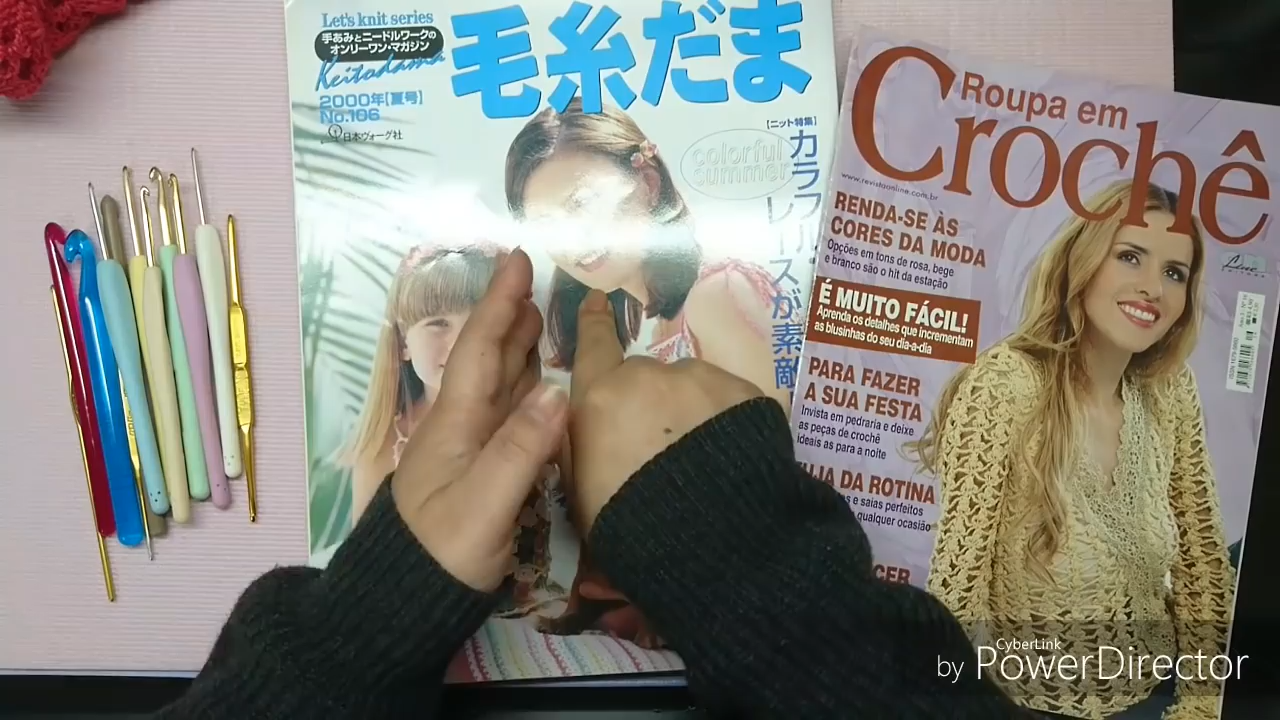 Let's knit series
手あみとニードルワークの
オンリーワン・マガジン
Keitodama
毛糸だま
2000年【夏号】
No.106
日本ヴォーグ社
【ニット特集】
colorful
summer
カラフル・
レースが素敵!
Roupa em
Crochê
www.revistaonline.com.br
RENDA-SE ÀS
CORES DA MODA
Opções em tons de rosa, bege
e branco são o hit da estação
É MUITO FÁCIL!
Aprenda os detalhes que incrementam
as blusinhas do seu dia-a-dia
PARA FAZER
A SUA FESTA
Invista em pedraria e deixe
as peças de crochê
ideais as para a noite
DA ROTINA
e saias perfeitos
qualquer ocasião
by CyberLink
PowerDirector